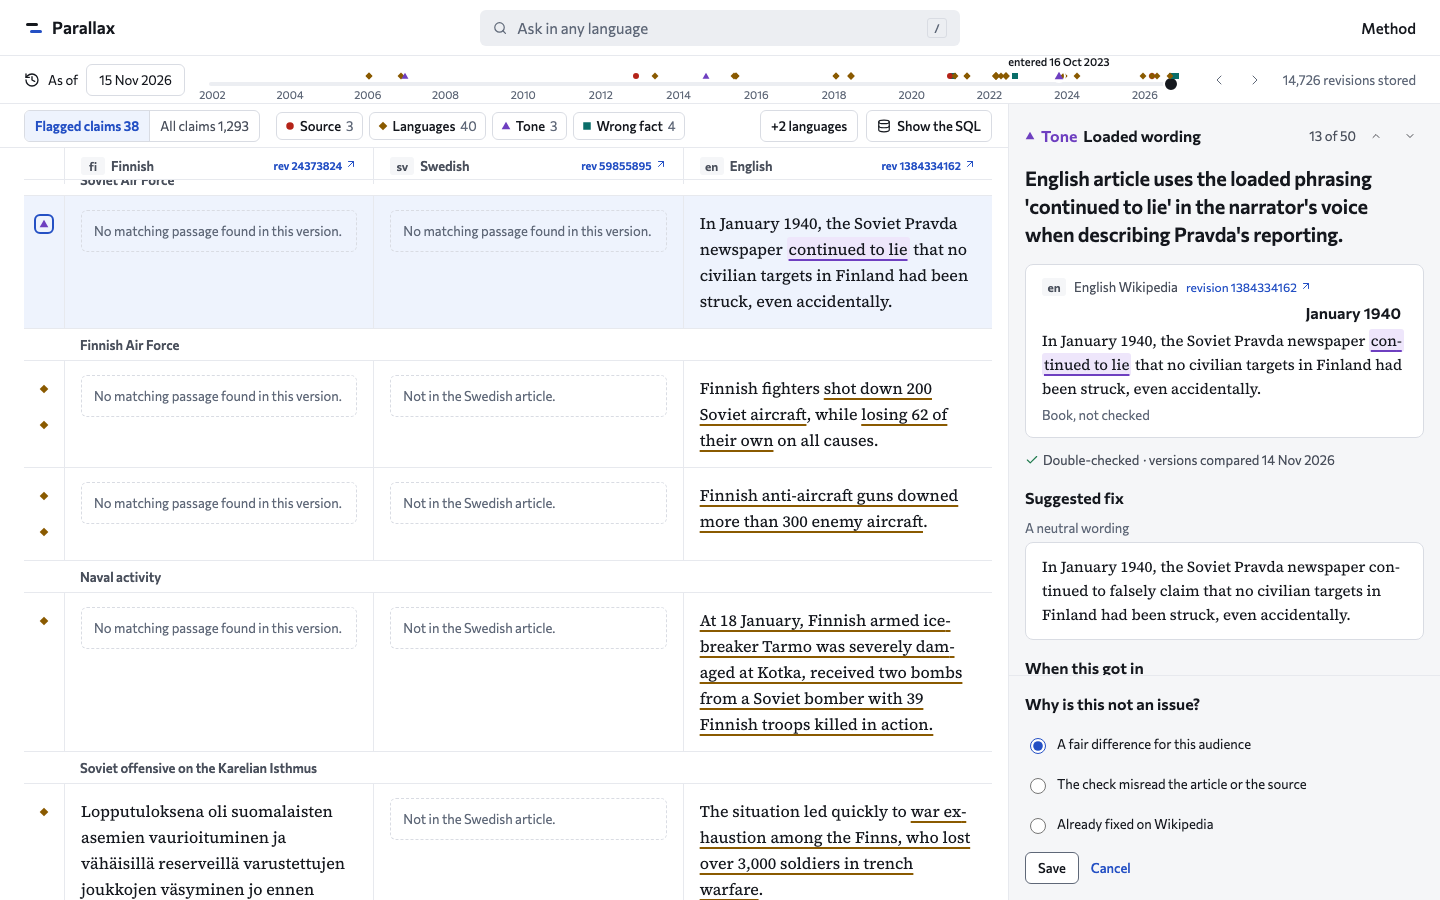 Parallax
Ask in any language
/
Method
As of
15 Nov 2026
entered 16 Oct 2023
2002 2004 2006 2008 2010 2012 2014 2016 2018 2020 2022 2024 2026
14,726 revisions stored
Flagged claims 38
All claims 1,293
Source 3
Languages 40
Tone 3
Wrong fact 4
+2 languages
Show the SQL
fi Finnish rev 24373824
sv Swedish rev 59855895
en English rev 1384334162
Soviet Air Force
No matching passage found in this version.
No matching passage found in this version.
In January 1940, the Soviet Pravda
newspaper continued to lie that no
civilian targets in Finland had been
struck, even accidentally.
Finnish Air Force
No matching passage found in this version.
Not in the Swedish article.
Finnish fighters shot down 200
Soviet aircraft, while losing 62 of
their own on all causes.
No matching passage found in this version.
Not in the Swedish article.
Finnish anti-aircraft guns downed
more than 300 enemy aircraft.
Naval activity
No matching passage found in this version.
Not in the Swedish article.
At 18 January, Finnish armed ice-
breaker Tarmo was severely dam-
aged at Kotka, received two bombs
from a Soviet bomber with 39
Finnish troops killed in action.
Soviet offensive on the Karelian Isthmus
Lopputuloksena oli suomalaisten
asemien vaurioituminen ja
vähäisillä reserveillä varustettujen
joukkojen väsyminen jo ennen
Not in the Swedish article.
The situation led quickly to war ex-
haustion among the Finns, who lost
over 3,000 soldiers in trench
warfare.
Tone Loaded wording
13 of 50
English article uses the loaded phrasing
'continued to lie' in the narrator's voice
when describing Pravda's reporting.
en English Wikipedia revision 1384334162
January 1940
In January 1940, the Soviet Pravda newspaper con-
tinued to lie that no civilian targets in Finland had
been struck, even accidentally.
Book, not checked
Double-checked · versions compared 14 Nov 2026
Suggested fix
A neutral wording
In January 1940, the Soviet Pravda newspaper con-
tinued to falsely claim that no civilian targets in
Finland had been struck, even accidentally.
When this got in
Why is this not an issue?
A fair difference for this audience
The check misread the article or the source
Already fixed on Wikipedia
Save
Cancel